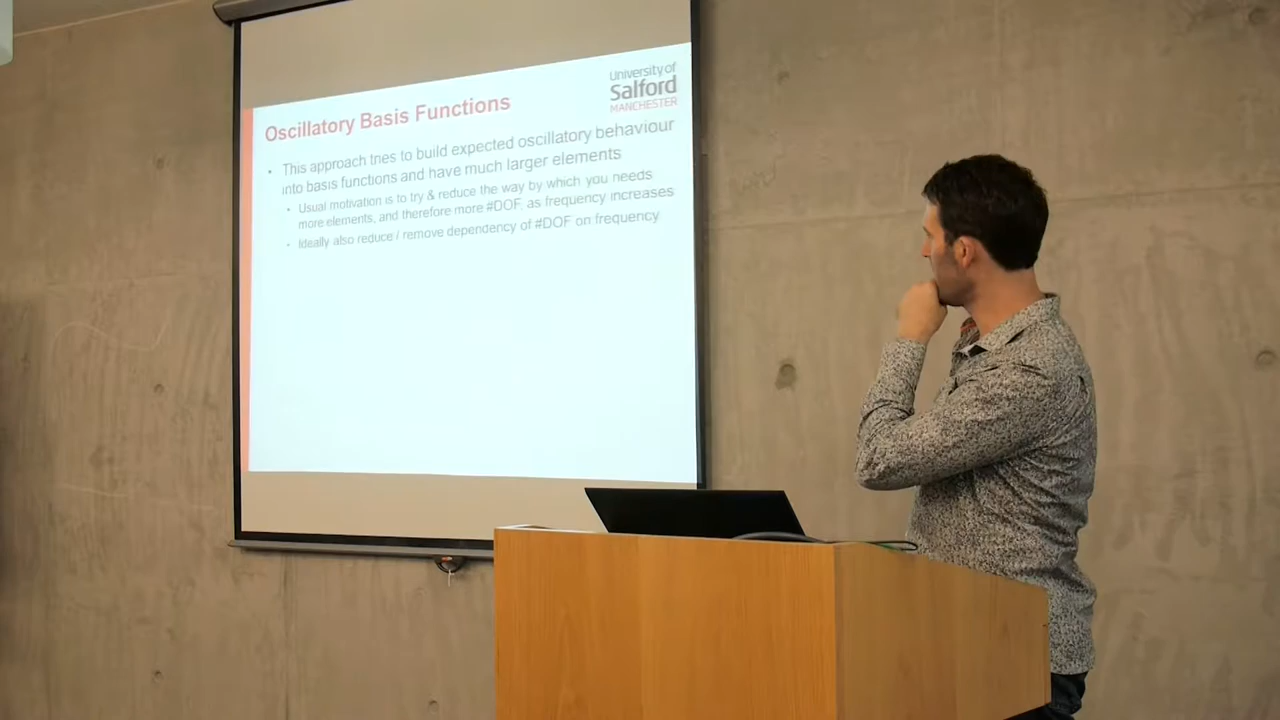 University of
Salford
MANCHESTER
Oscillatory Basis Functions
• This approach tries to build expected oscillatory behaviour
into basis functions and have much larger elements
• Usual motivation is to try & reduce the way by which you needs
more elements, and therefore more #DOF, as frequency increases
• Ideally also reduce / remove dependency of #DOF on frequency